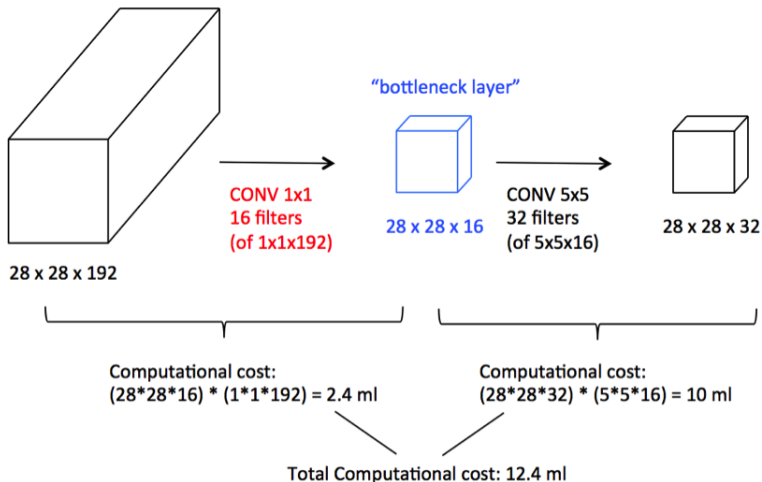 “bottleneck layer”
CONV 1x1
16 filters
(of 1x1x192)
28 x 28 x 16
CONV 5x5
32 filters
(of 5x5x16)
28 x 28 x 32
28 x 28 x 192
Computational cost:
(28*28*16) * (1*1*192) = 2.4 ml
Computational cost:
(28*28*32) * (5*5*16) = 10 ml
Total Computational cost: 12.4 ml